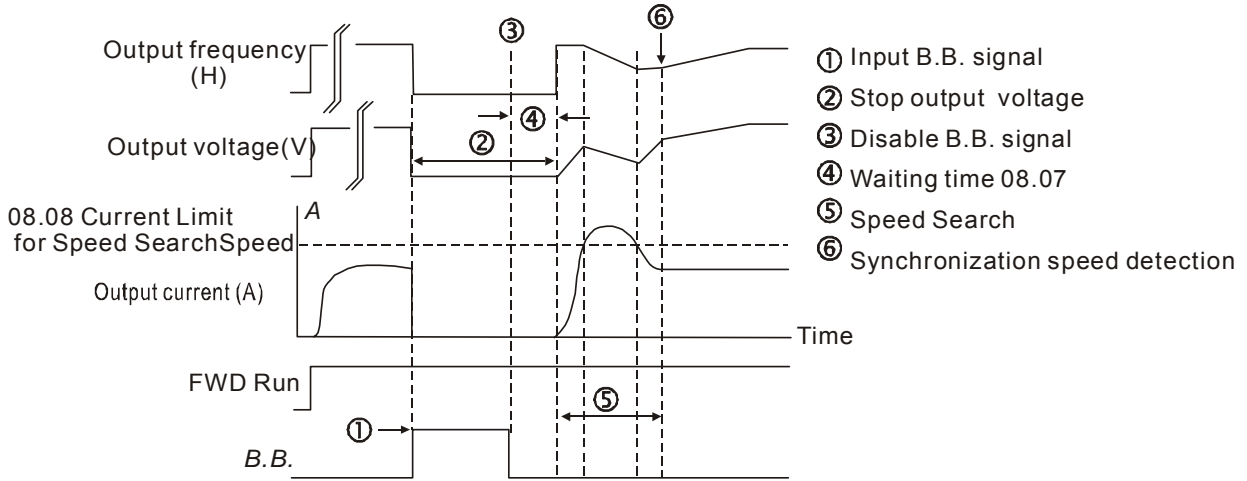 Output frequency
(H)
Output voltage(V)
08.08 Current Limit
for Speed SearchSpeed
A
Output current (A)
Time
FWD Run
B.B.
③
⑥
④
②
⑤
①
① Input B.B. signal
② Stop output voltage
③ Disable B.B. signal
④ Waiting time 08.07
⑤ Speed Search
⑥ Synchronization speed detection